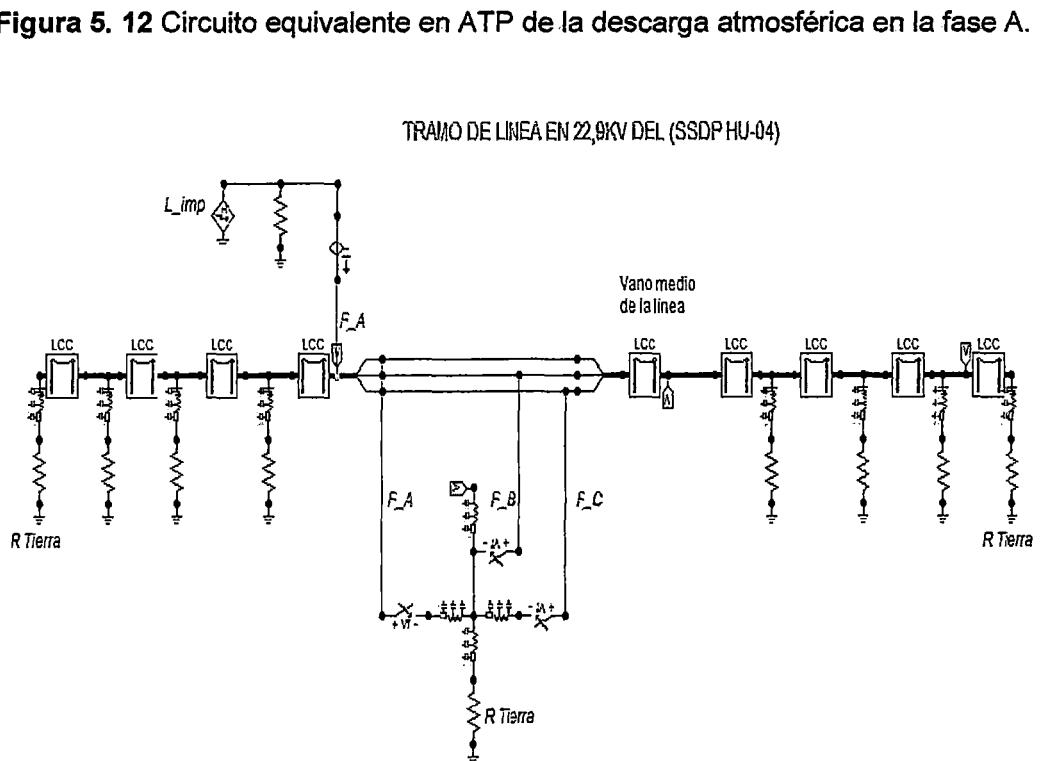 Figura 5. 12 Circuito equivalente en ATP de la descarga atmosférica en la fase A.
TRAMO DE LINEA EN 22,9KV DEL (SSDP HU-04)
L_imp
I
Vano medio
de la linea
F_A
LCC
LCC
LCC
LCC
LCC
LCC
LCC
LCC
LCC
V
V
V
F_A
F_B
F_C
V
R Tierra
R Tierra
+ Vf -
R Tierra